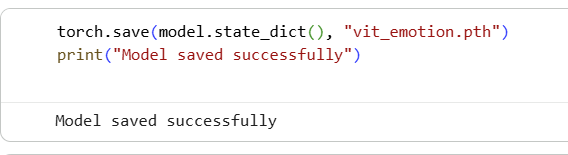 torch.save(model.state_dict(), "vit_emotion.pth")
print("Model saved successfully")
Model saved successfully